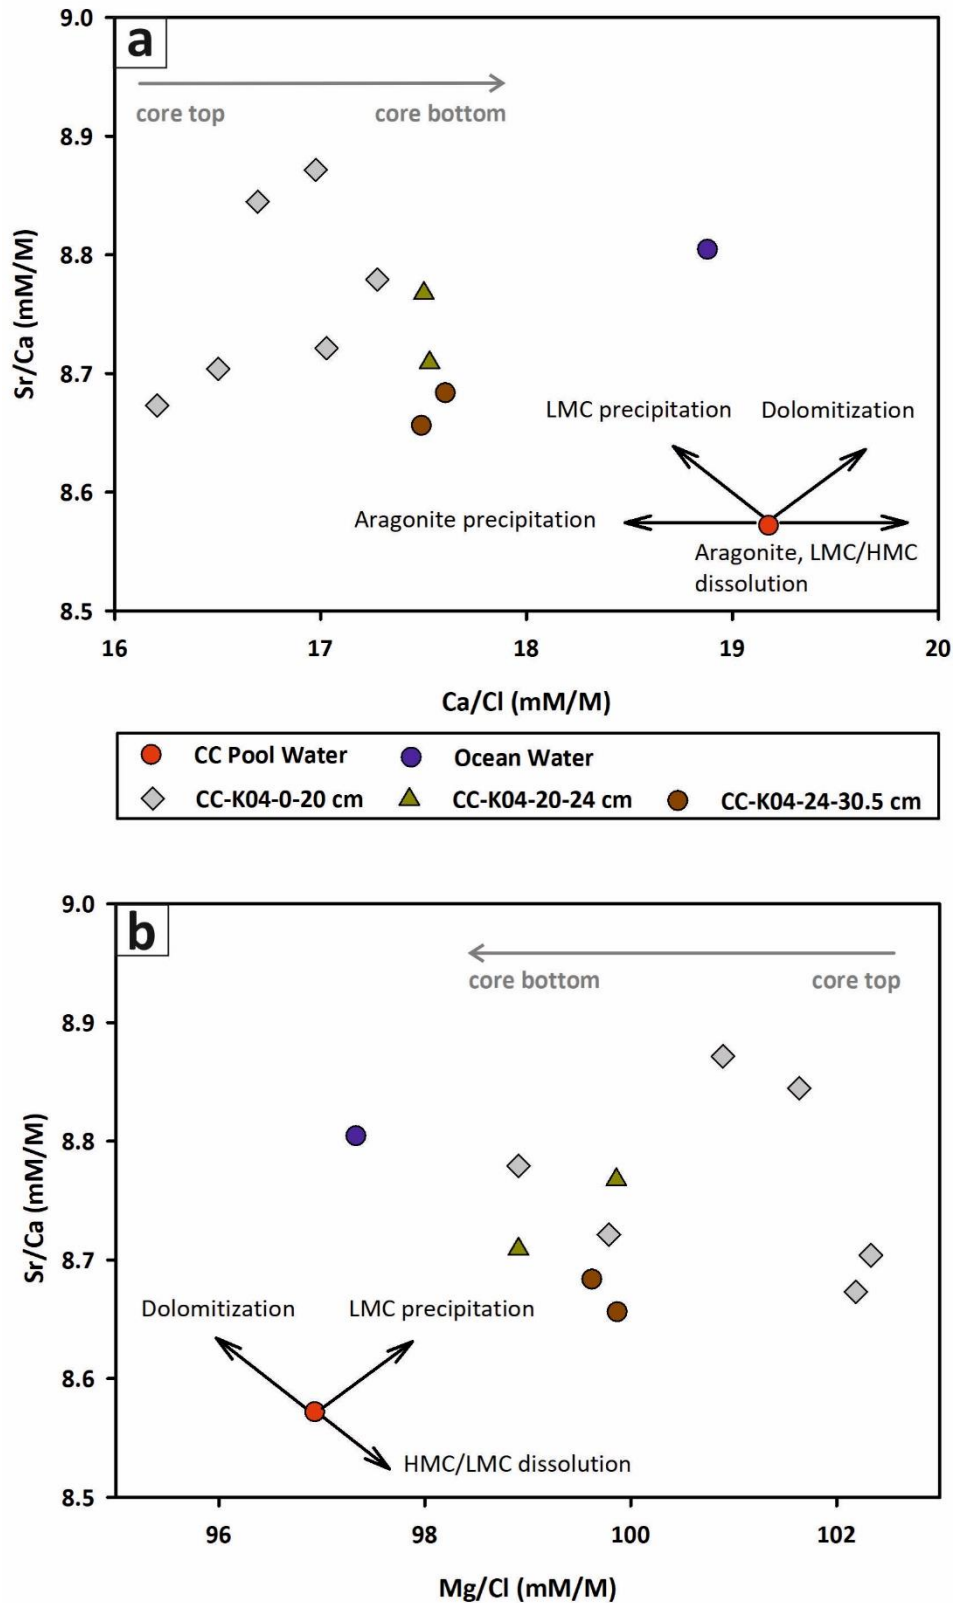 a
9.0
8.9
8.8
8.7
8.6
8.5
Sr/Ca (mM/M)
core top
core bottom
LMC precipitation
Dolomitization
Aragonite precipitation
Aragonite, LMC/HMC
dissolution
16 17 18 19 20
Ca/Cl (mM/M)
CC Pool Water
Ocean Water
CC-K04-0-20 cm
CC-K04-20-24 cm
CC-K04-24-30.5 cm
b
9.0
8.9
8.8
8.7
8.6
8.5
Sr/Ca (mM/M)
core bottom
core top
Dolomitization
LMC precipitation
HMC/LMC dissolution
96 98 100 102
Mg/Cl (mM/M)